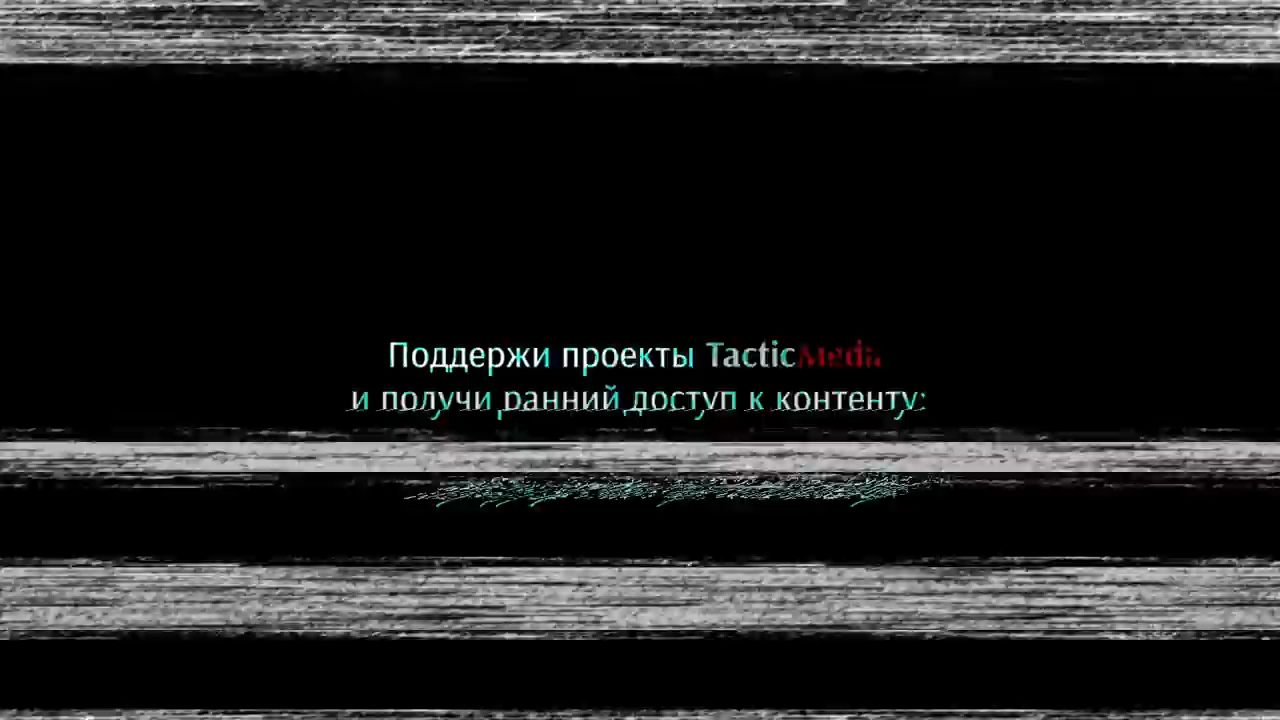 Поддержи проекты TacticMedia
и получи ранний доступ к контенту: